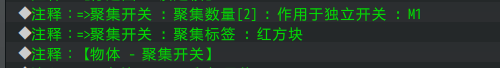 ◆注释：=>聚集开关 : 聚集数量[2] : 作用于独立开关 : M1
◆注释：=>聚集开关 : 聚集标签 : 红方块
◆注释：【物体 - 聚集开关】